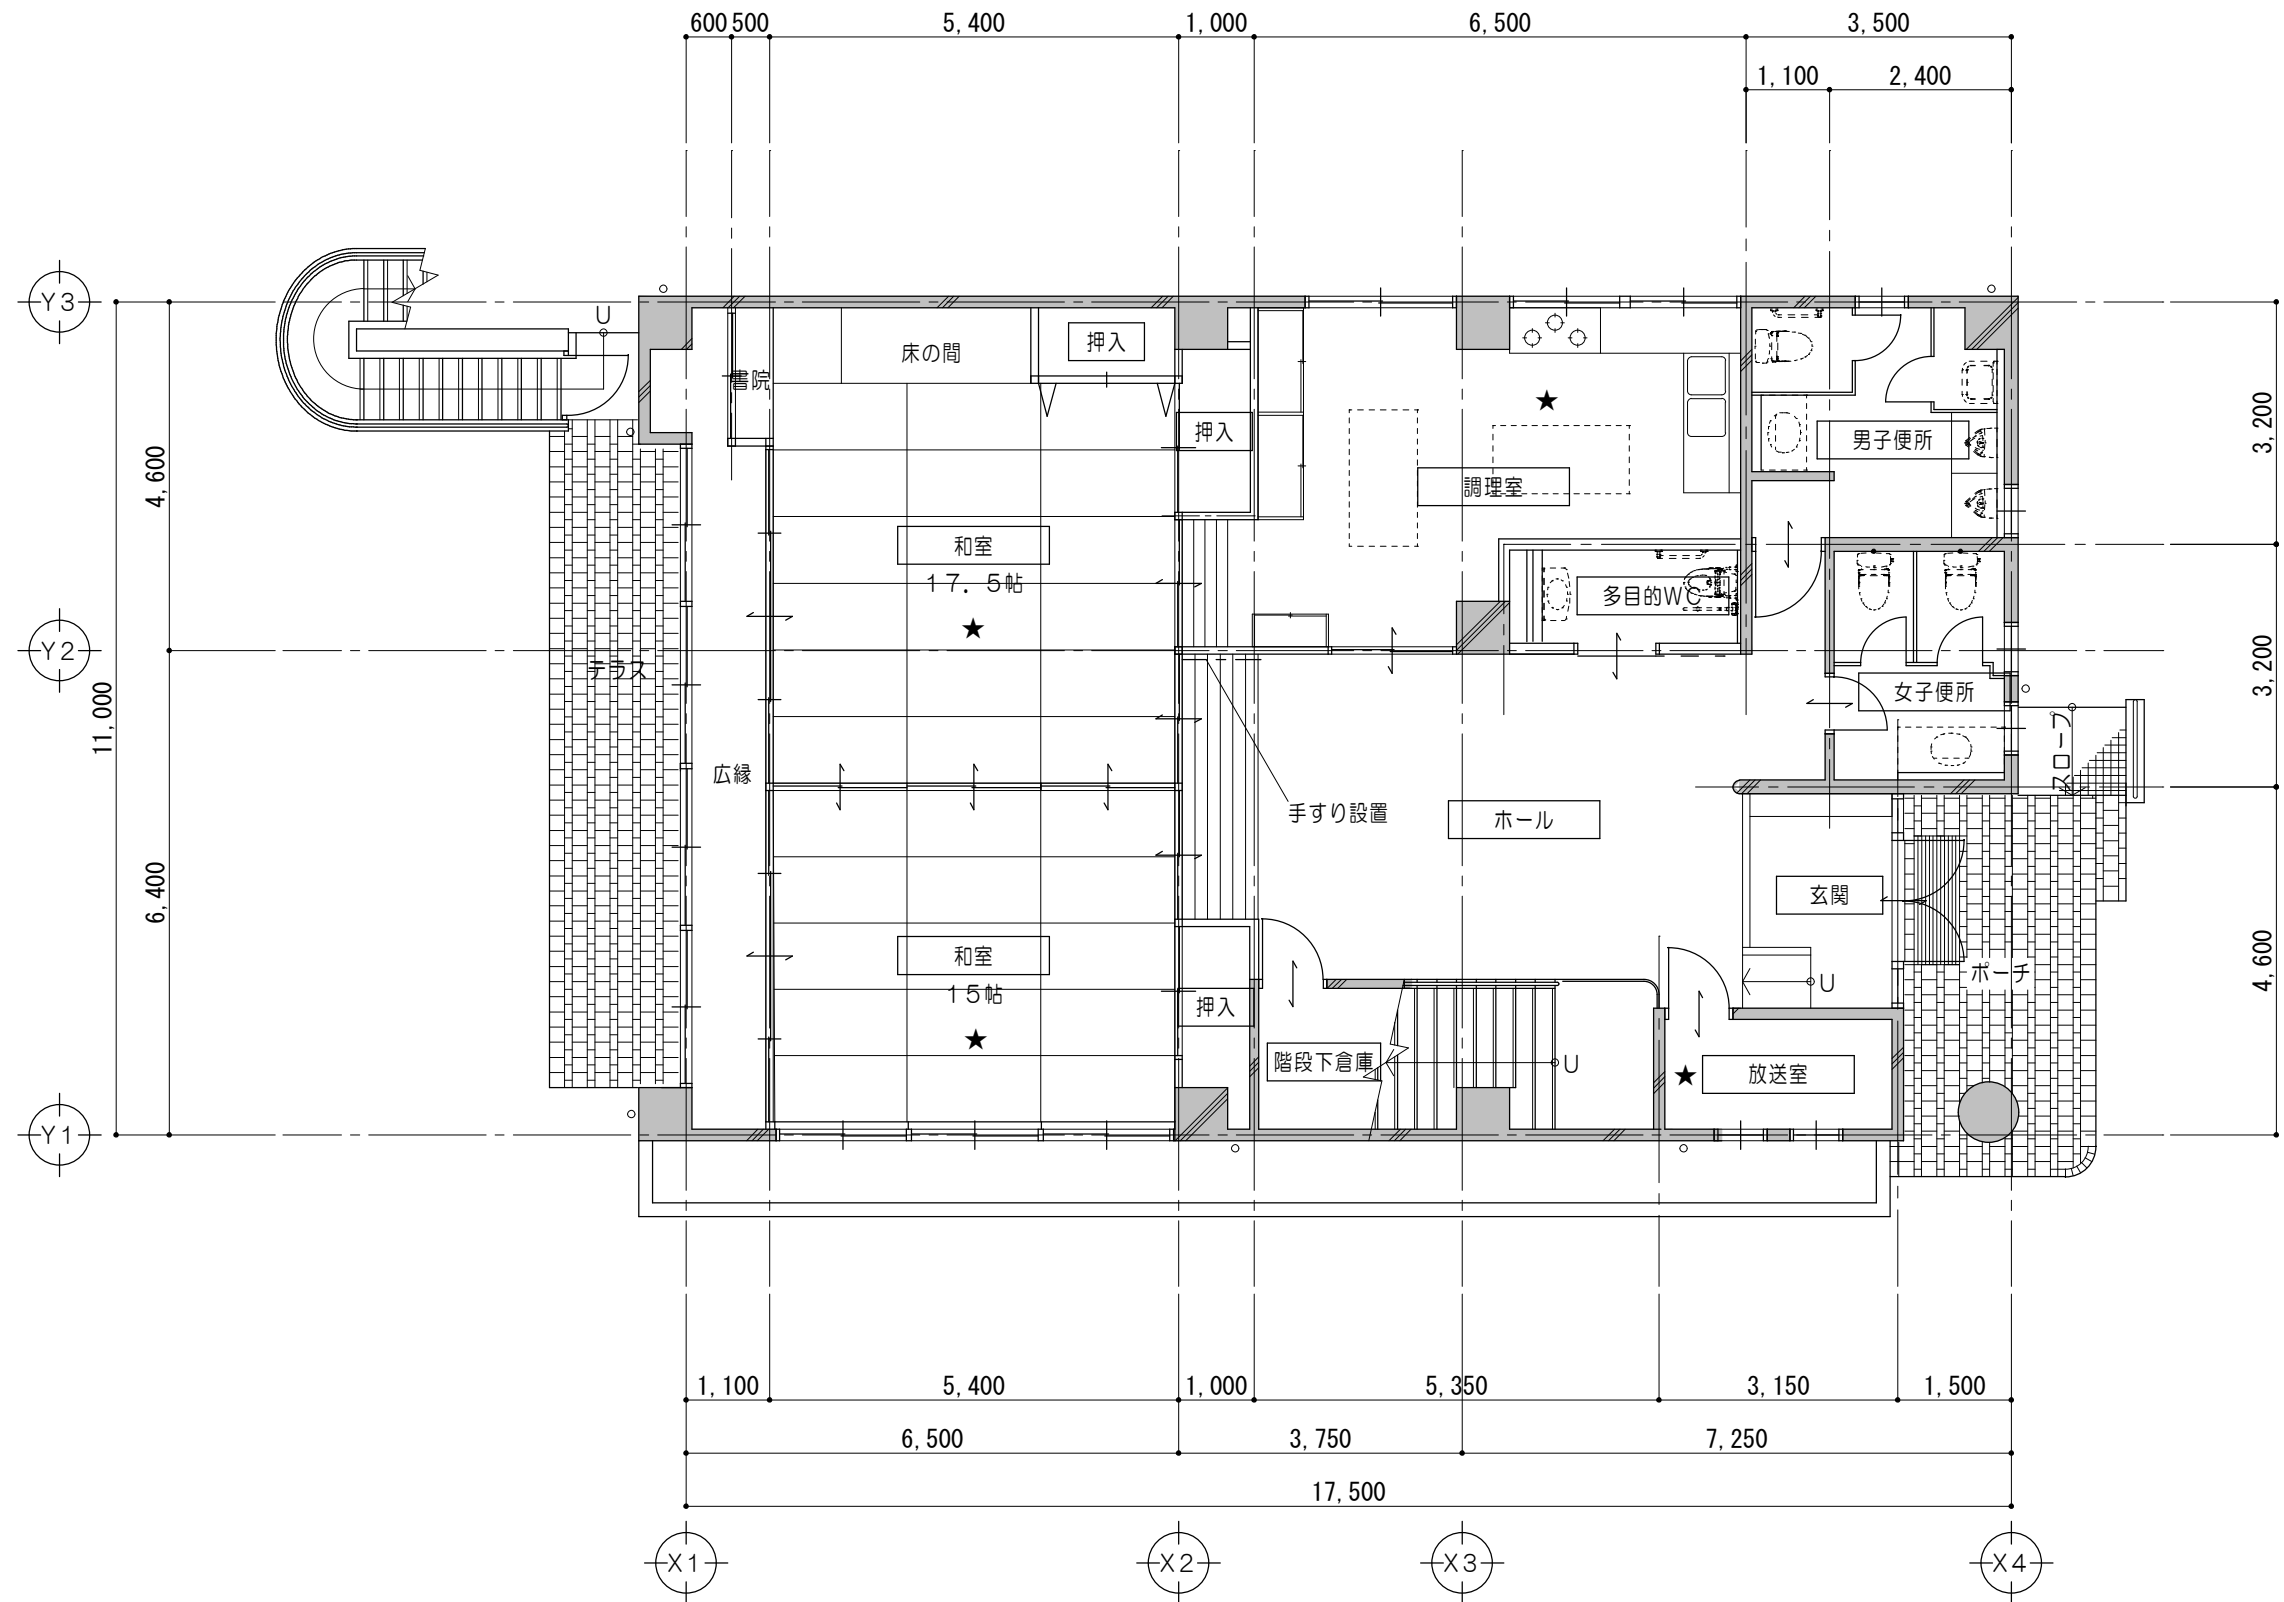 600 500 5,400 1,000 6,500 3,500
1,100 2,400
Y3
U
床の間
押入
書院
押入
★
男子便所
調理室
4,600
3,200
和室
17.5帖
★
多目的WC
Y2
テラス
女子便所
3,200
11,000
スロープ
広縁
手すり設置
ホール
玄関
6,400
和室
15帖
★
押入
U
ポーチ
4,600
階段下倉庫
U
★
放送室
Y1
1,100 5,400 1,000 5,350 3,150 1,500
6,500 3,750 7,250
17,500
X1 X2 X3 X4